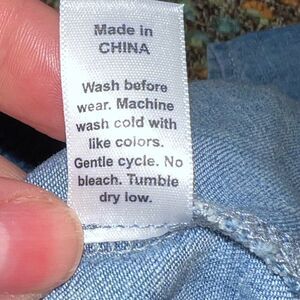 Made in
CHINA
Wash before
wear. Machine
wash cold with
like colors.
Gentle cycle. No
bleach. Tumble
dry low.